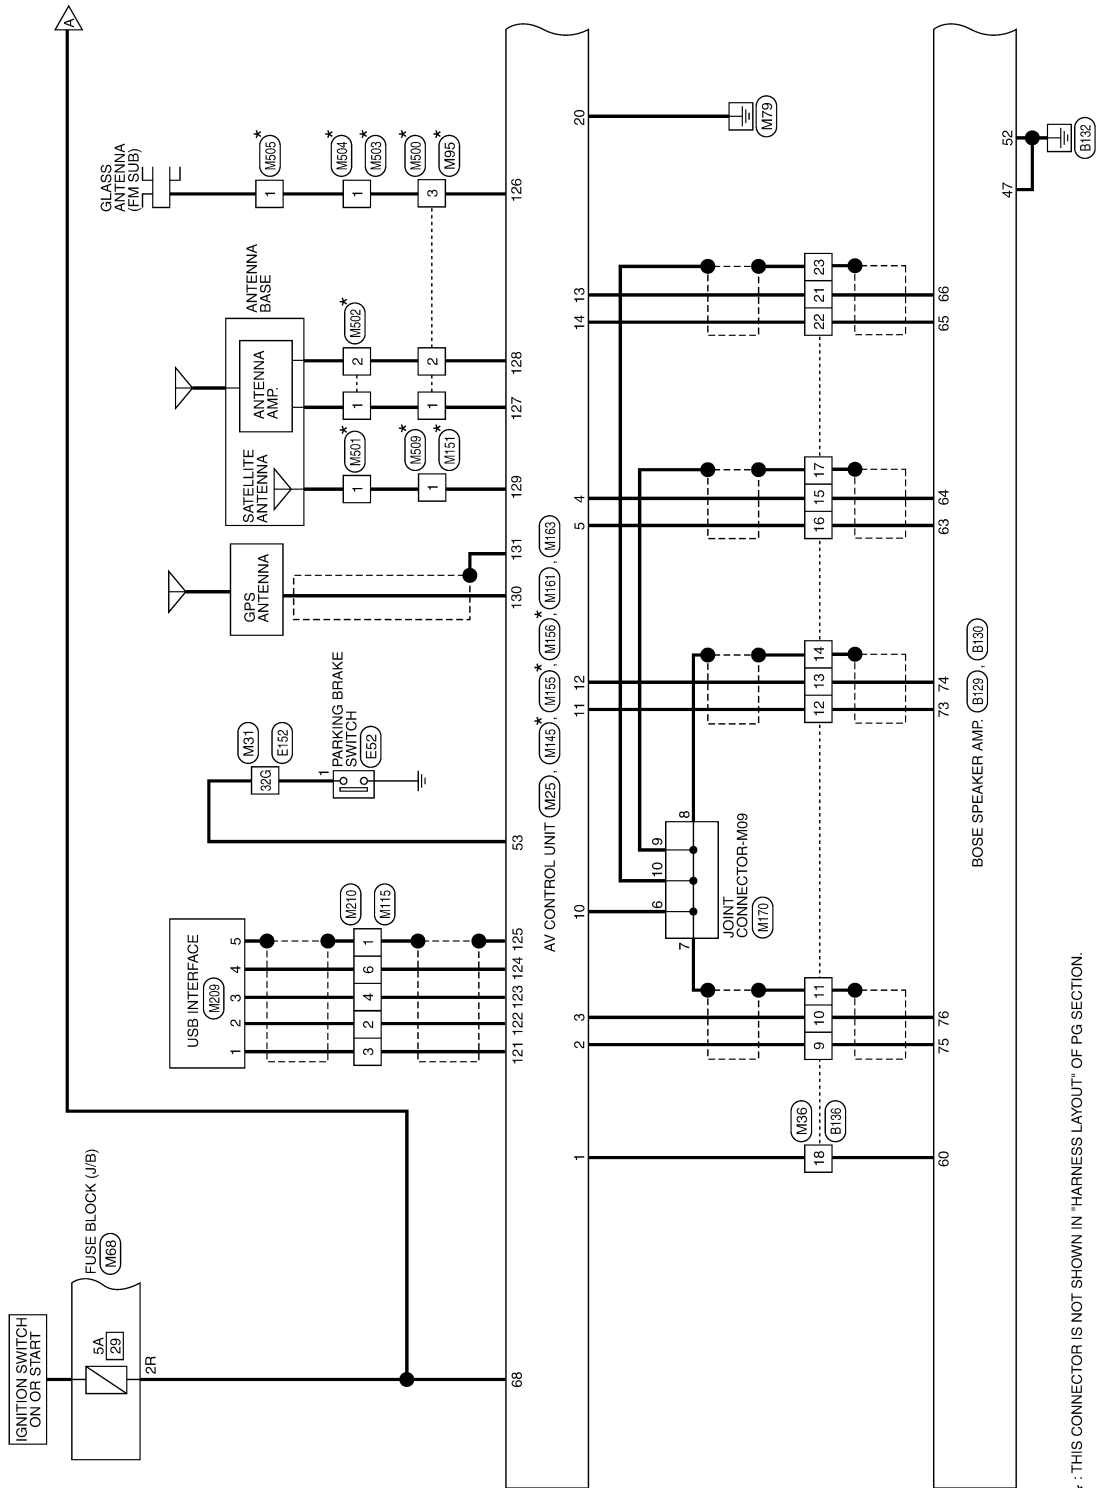 IGNITION SWITCH
ON OR START
FUSE BLOCK (J/B)
M68
5A
29
2R
68
A
USB INTERFACE
M209
1 2 3 4 5
3 2 4 6 1
M210
M115
121 122 123 124 125
M31
E152
32G
1
PARKING BRAKE
SWITCH
E52
53
GPS
ANTENNA
130 131
SATELLITE
ANTENNA
ANTENNA
AMP.
ANTENNA
BASE
1
M501 *
1 2
M502 *
1
M509 *
M151 *
1 2
129 127 128
GLASS
ANTENNA
(FM SUB)
1
M505 *
1
M504 *
M503 *
3
M500 *
M95 *
126
AV CONTROL UNIT M25 , M145 * , M155 * , M156 * , M161 , M163
1 2 3 10 11 12 5 4 14 13 20
M79
6 10 9
7 8
JOINT
CONNECTOR-M09
M170
M36
B136
18 9 10 11 12 13 14 16 15 17 22 21 23
60 75 76 73 74 63 64 65 66 47 52
B132
BOSE SPEAKER AMP. B129 , B130
* : THIS CONNECTOR IS NOT SHOWN IN "HARNESS LAYOUT" OF PG SECTION.